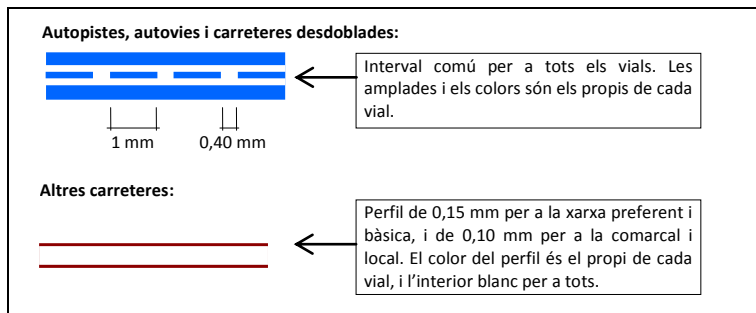 Autopistes, autovies i carreteres desdoblades:
Interval comú per a tots els vials. Les
amplades i els colors són els propis de cada
vial.
1 mm
0,40 mm
Altres carreteres:
Perfil de 0,15 mm per a la xarxa preferent i
bàsica, i de 0,10 mm per a la comarcal i
local. El color del perfil és el propi de cada
vial, i l’interior blanc per a tots.